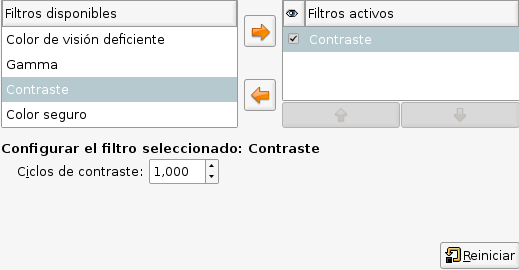 Filtros disponibles
Filtros activos
Color de visión deficiente
Gamma
Contraste
Color seguro
Contraste
Configurar el filtro seleccionado: Contraste
Ciclos de contraste: 1,000
Reiniciar